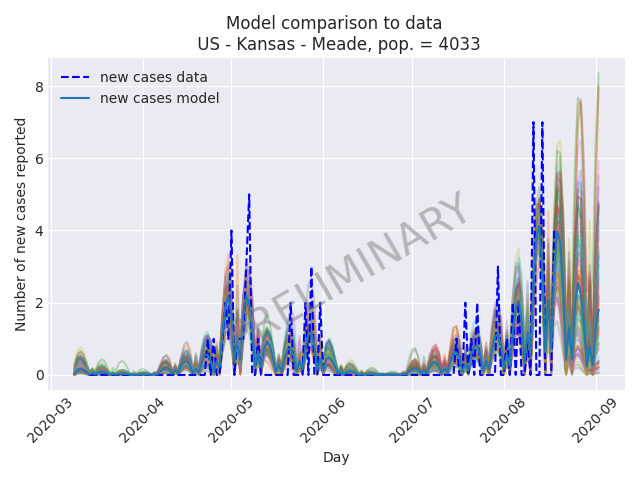 Model comparison to data
US - Kansas - Meade, pop. = 4033
new cases data
new cases model
Number of new cases reported
8
6
4
2
0
PRELIMINARY
2020-03
2020-04
2020-05
2020-06
2020-07
2020-08
2020-09
Day